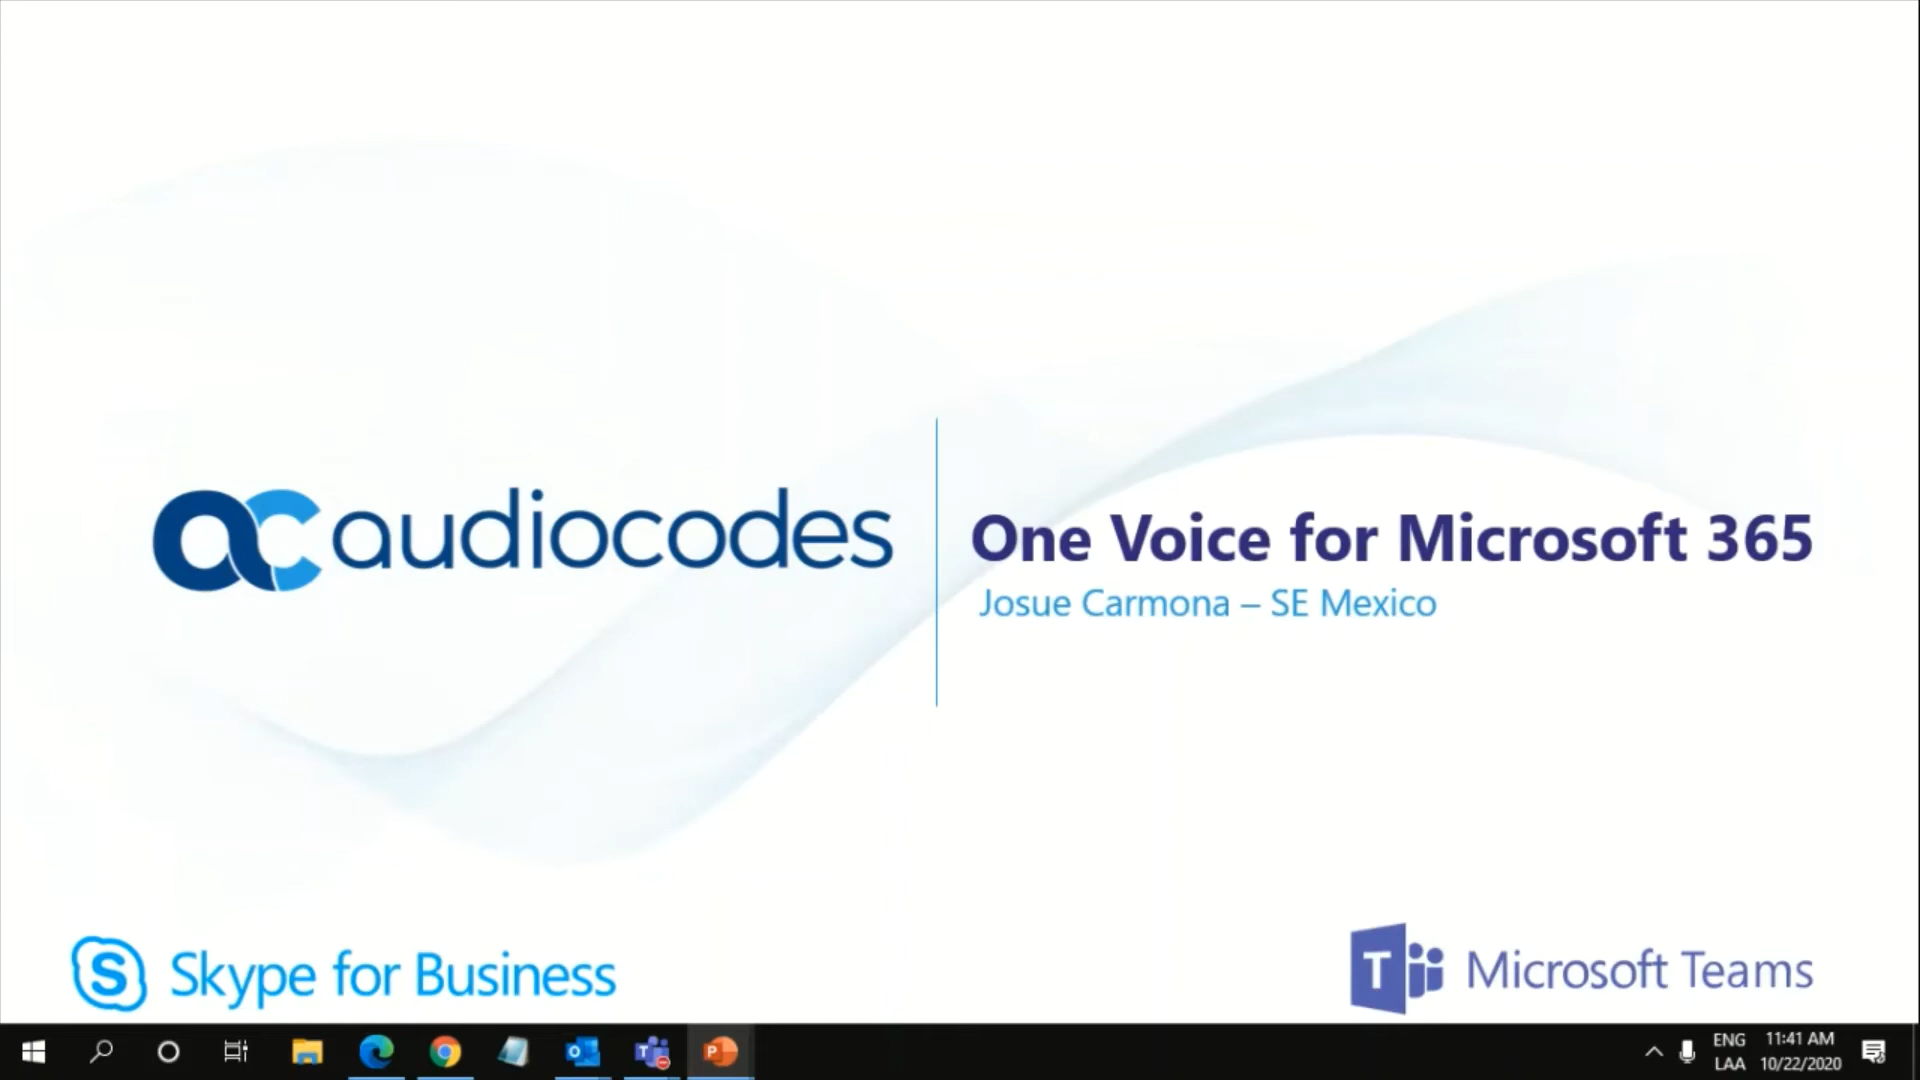 audiocodes
One Voice for Microsoft 365
Josue Carmona – SE Mexico
Skype for Business
Microsoft Teams
ENG
LAA
11:41 AM
10/22/2020